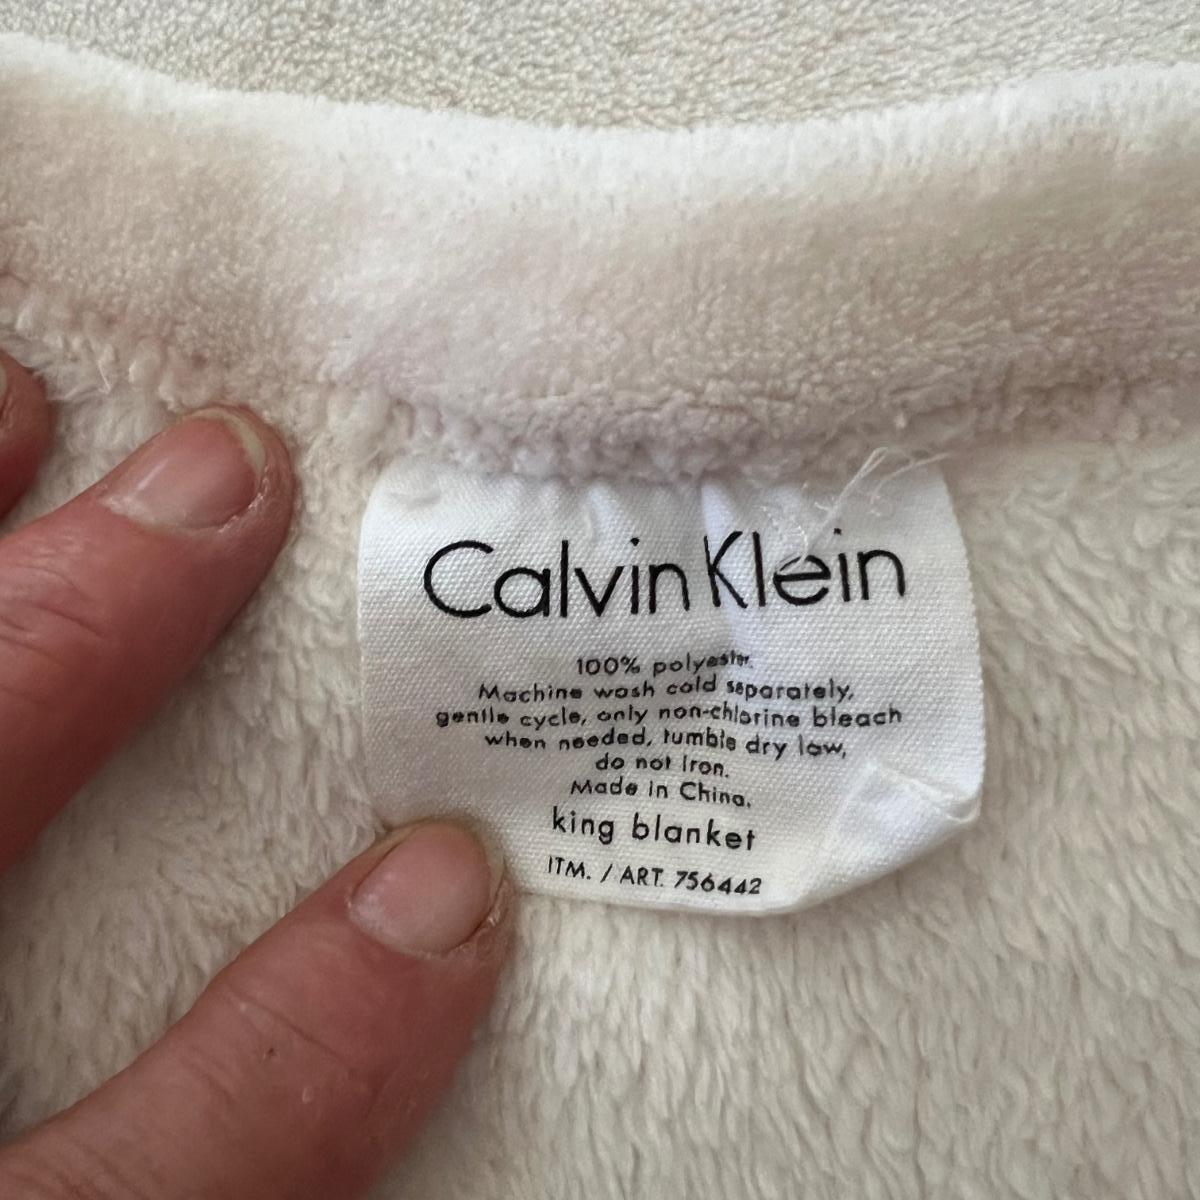 Calvin Klein
100% polyester.
Machine wash cold separately,
gentle cycle, only non-chlorine bleach
when needed, tumble dry low,
do not iron.
Made in China.
king blanket
ITM. / ART. 756442